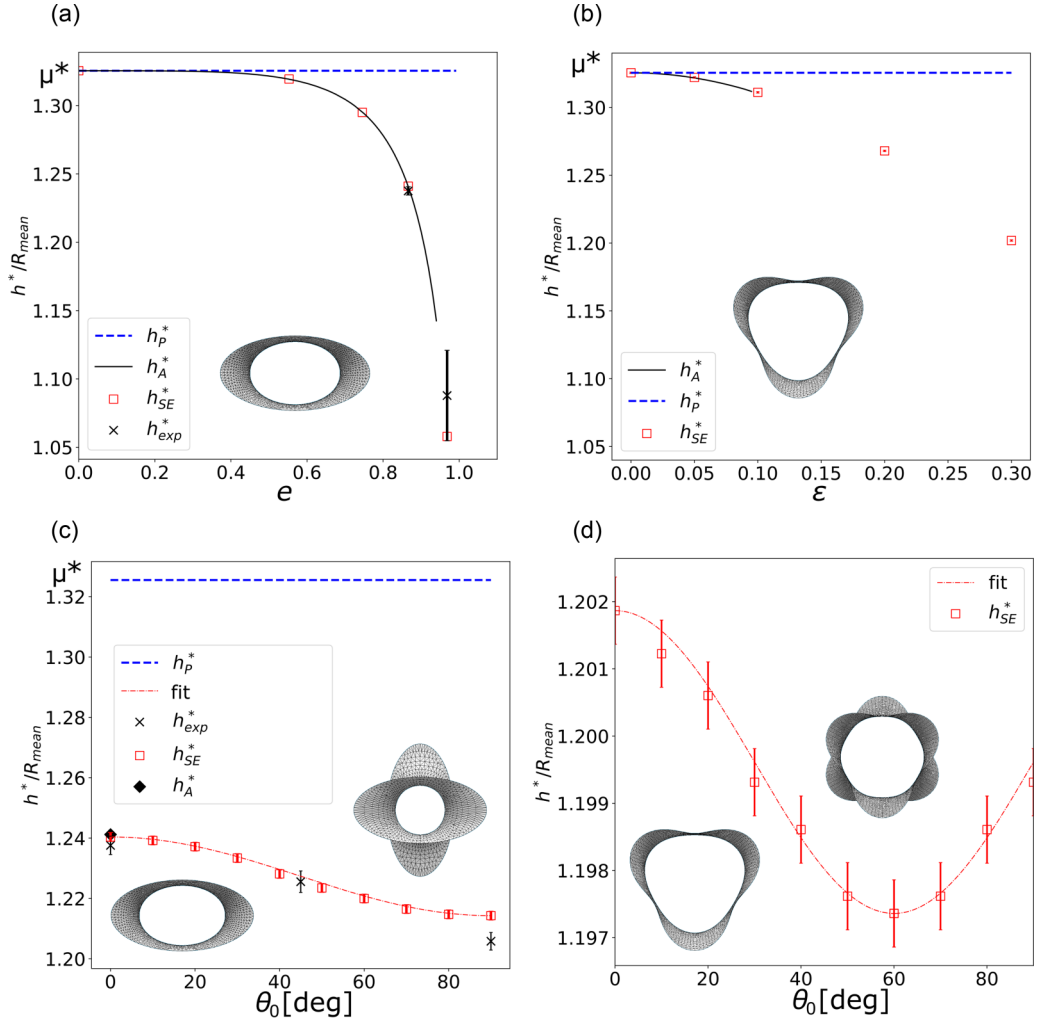 (a)
μ*
1.30
1.25
1.20
1.15
1.10
1.05
h*/R_mean
h*_P
h*_A
h*_SE
h*_exp
0.0 0.2 0.4 0.6 0.8 1.0
e
(b)
μ*
1.30
1.25
1.20
1.15
1.10
1.05
h*/R_mean
h*_A
h*_P
h*_SE
0.00 0.05 0.10 0.15 0.20 0.25 0.30
ε
(c)
μ*
1.32
1.30
1.28
1.26
1.24
1.22
1.20
h*/R_mean
h*_P
fit
h*_exp
h*_SE
h*_A
0 20 40 60 80
θ₀[deg]
(d)
1.202
1.201
1.200
1.199
1.198
1.197
h*/R_mean
fit
h*_SE
0 20 40 60 80
θ₀[deg]